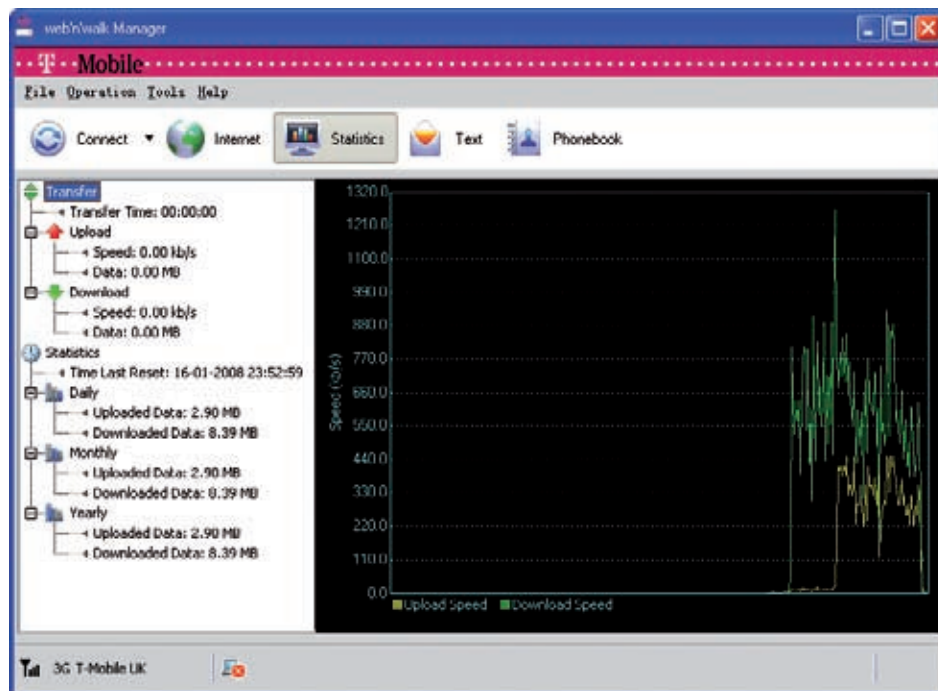 web'n'walk Manager
T Mobile
File Operation Tools Help
Connect Internet Statistics Text Phonebook
Transfer
Transfer Time: 00:00:00
Upload
Speed: 0.00 kb/s
Data: 0.00 MB
Download
Speed: 0.00 kb/s
Data: 0.00 MB
Statistics
Time Last Reset: 16-01-2008 23:52:59
Daily
Uploaded Data: 2.90 MB
Downloaded Data: 8.39 MB
Monthly
Uploaded Data: 2.90 MB
Downloaded Data: 8.39 MB
Yearly
Uploaded Data: 2.90 MB
Downloaded Data: 8.39 MB
Speed (kb/s)
1320.0
1210.0
1100.0
990.0
880.0
770.0
660.0
550.0
440.0
330.0
220.0
110.0
0.0
Upload Speed Download Speed
3G T-Mobile UK